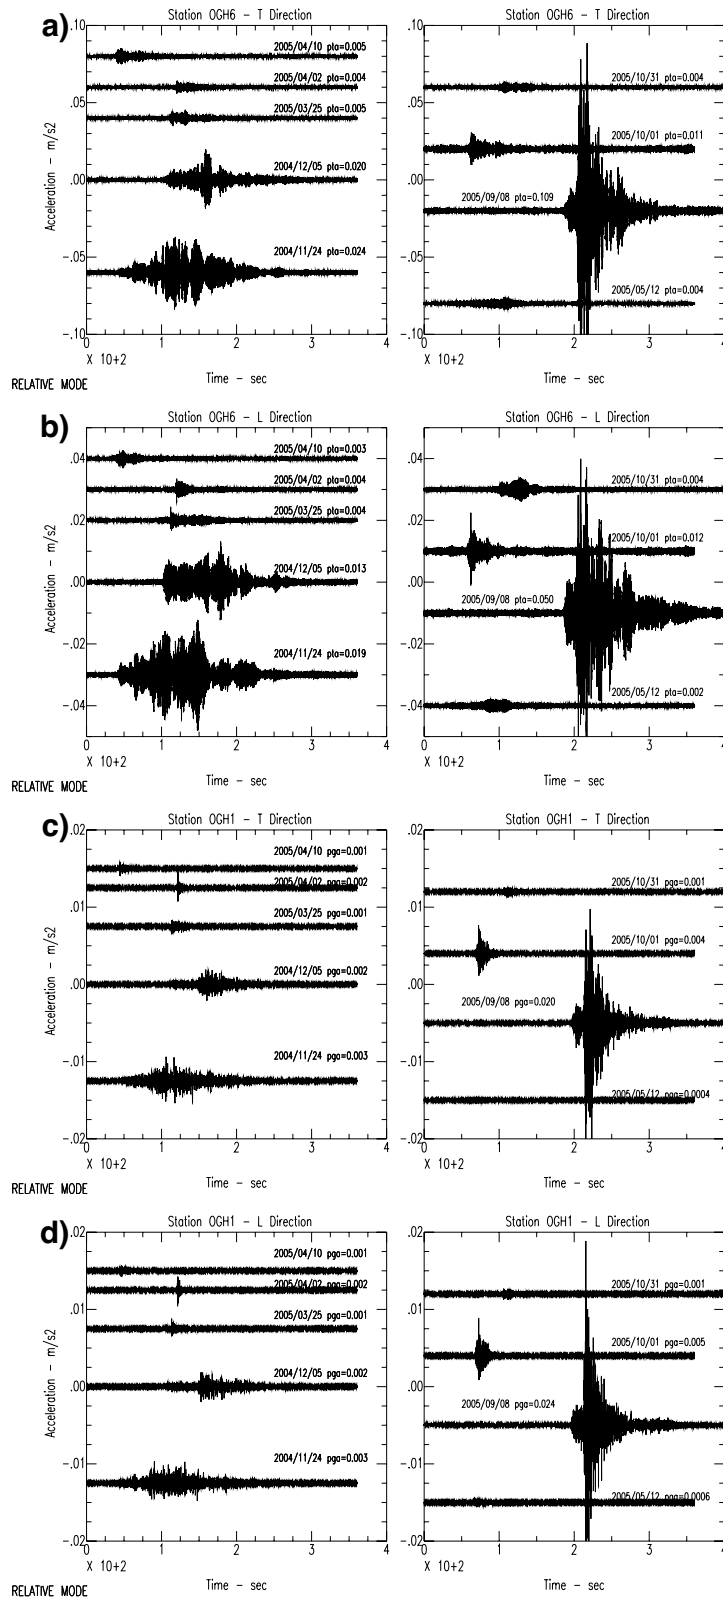 a)
Station OGH6 - T Direction
.10
.05
.00
-.05
-.10
Acceleration - m/s2
2005/04/10 pta=0.005
2005/04/02 pta=0.004
2005/03/25 pta=0.005
2004/12/05 pta=0.020
2004/11/24 pta=0.024
0 1 2 3 4
X 10+2
Time - sec
RELATIVE MODE
Station OGH6 - T Direction
.10
.05
.00
-.05
-.10
2005/10/31 pta=0.004
2005/10/01 pta=0.011
2005/09/08 pta=0.109
2005/05/12 pta=0.004
0 1 2 3 4
X 10+2
Time - sec
b)
Station OGH6 - L Direction
.04
.02
.00
-.02
-.04
Acceleration - m/s2
2005/04/10 pta=0.003
2005/04/02 pta=0.004
2005/03/25 pta=0.004
2004/12/05 pta=0.013
2004/11/24 pta=0.019
0 1 2 3 4
X 10+2
Time - sec
RELATIVE MODE
Station OGH6 - L Direction
.04
.02
.00
-.02
-.04
2005/10/31 pta=0.004
2005/10/01 pta=0.012
2005/09/08 pta=0.050
2005/05/12 pta=0.002
0 1 2 3 4
X 10+2
Time - sec
c)
Station OGH1 - T Direction
.02
.01
.00
-.01
-.02
Acceleration - m/s2
2005/04/10 pga=0.001
2005/04/02 pga=0.002
2005/03/25 pga=0.001
2004/12/05 pga=0.002
2004/11/24 pga=0.003
0 1 2 3 4
X 10+2
Time - sec
RELATIVE MODE
Station OGH1 - T Direction
.02
.01
.00
-.01
-.02
2005/10/31 pga=0.001
2005/10/01 pga=0.004
2005/09/08 pga=0.020
2005/05/12 pga=0.0004
0 1 2 3 4
X 10+2
Time - sec
d)
Station OGH1 - L Direction
.02
.01
.00
-.01
-.02
Acceleration - m/s2
2005/04/10 pga=0.001
2005/04/02 pga=0.002
2005/03/25 pga=0.001
2004/12/05 pga=0.002
2004/11/24 pga=0.003
0 1 2 3 4
X 10+2
Time - sec
RELATIVE MODE
Station OGH1 - L Direction
.02
.01
.00
-.01
-.02
2005/10/31 pga=0.001
2005/10/01 pga=0.005
2005/09/08 pga=0.024
2005/05/12 pga=0.0006
0 1 2 3 4
X 10+2
Time - sec